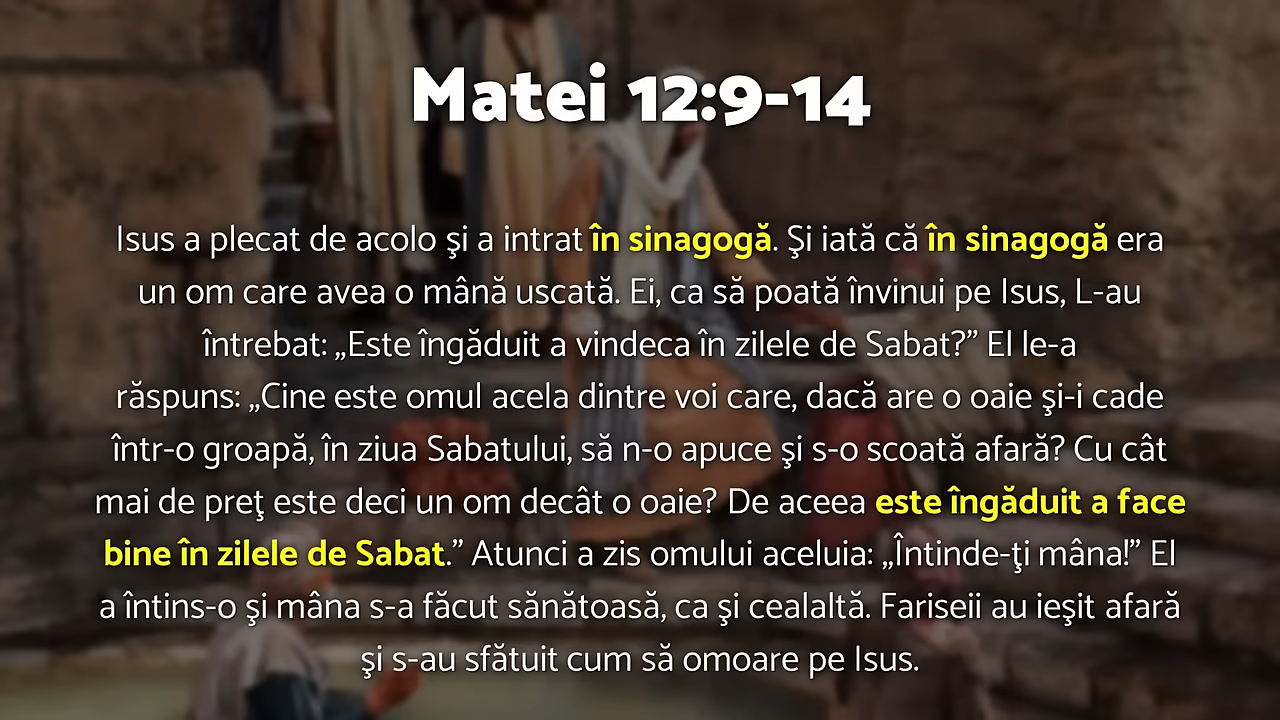 Matei 12:9-14
Isus a plecat de acolo şi a intrat în sinagogă. Şi iată că în sinagogă era
un om care avea o mână uscată. Ei, ca să poată învinui pe Isus, L-au
întrebat: „Este îngăduit a vindeca în zilele de Sabat?” El le-a
răspuns: „Cine este omul acela dintre voi care, dacă are o oaie şi-i cade
într-o groapă, în ziua Sabatului, să n-o apuce şi s-o scoată afară? Cu cât
mai de preţ este deci un om decât o oaie? De aceea este îngăduit a face
bine în zilele de Sabat.” Atunci a zis omului aceluia: „Întinde-ţi mâna!” El
a întins-o şi mâna s-a făcut sănătoasă, ca şi cealaltă. Fariseii au ieşit afară
şi s-au sfătuit cum să omoare pe Isus.